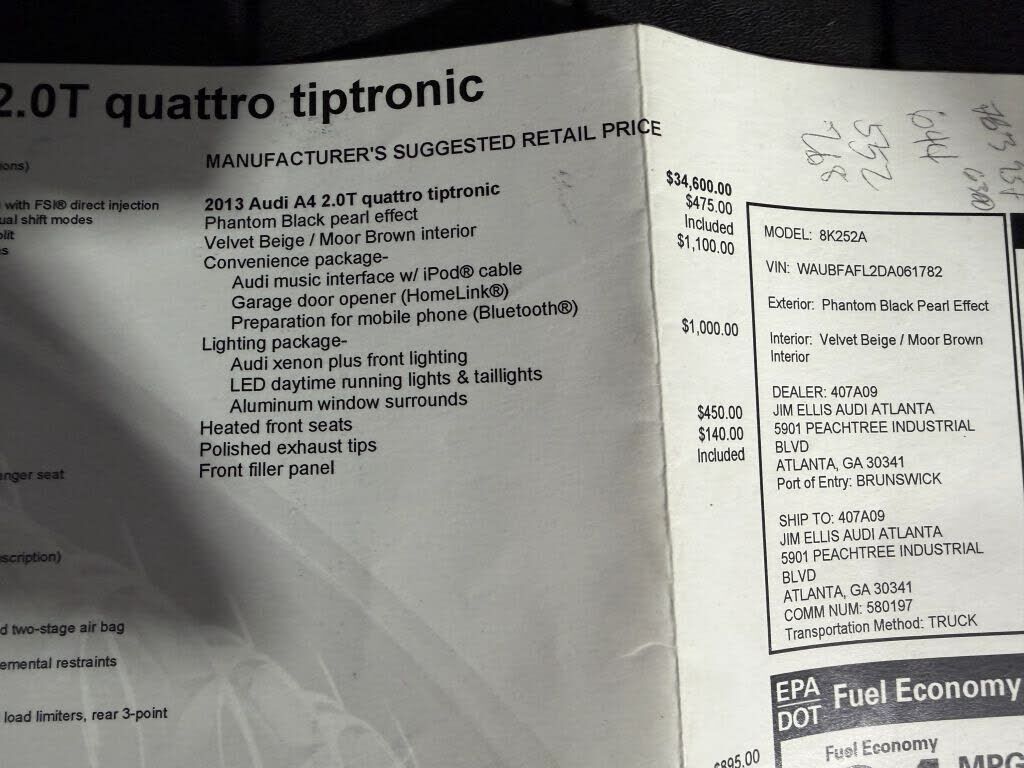 2.0T quattro tiptronic
MANUFACTURER'S SUGGESTED RETAIL PRICE
ons)
with FSI® direct injection
ual shift modes
olit
s
enger seat
escription)
d two-stage air bag
emental restraints
load limiters, rear 3-point
2013 Audi A4 2.0T quattro tiptronic $34,600.00
Phantom Black pearl effect $475.00
Velvet Beige / Moor Brown interior Included
Convenience package- $1,100.00
Audi music interface w/ iPod® cable
Garage door opener (HomeLink®)
Preparation for mobile phone (Bluetooth®)
Lighting package- $1,000.00
Audi xenon plus front lighting
LED daytime running lights & taillights
Aluminum window surrounds
Heated front seats $450.00
Polished exhaust tips $140.00
Front filler panel Included
$895.00
MODEL: 8K252A
VIN: WAUBFAFL2DA061782
Exterior: Phantom Black Pearl Effect
Interior: Velvet Beige / Moor Brown
Interior
DEALER: 407A09
JIM ELLIS AUDI ATLANTA
5901 PEACHTREE INDUSTRIAL
BLVD
ATLANTA, GA 30341
Port of Entry: BRUNSWICK
SHIP TO: 407A09
JIM ELLIS AUDI ATLANTA
5901 PEACHTREE INDUSTRIAL
BLVD
ATLANTA, GA 30341
COMM NUM: 580197
Transportation Method: TRUCK
EPA
DOT
Fuel Economy
Fuel Economy
MPG